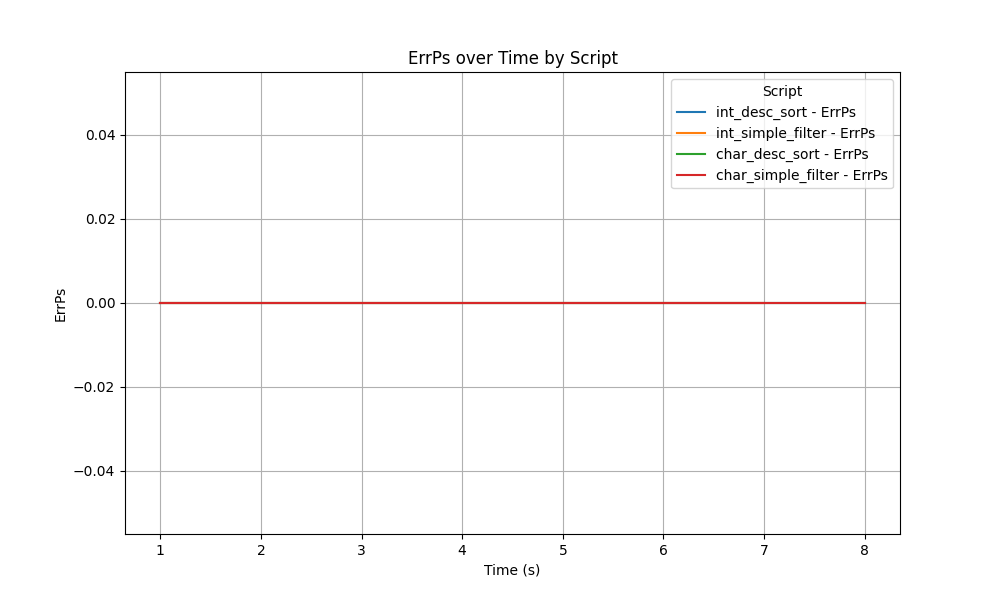 ErrPs over Time by Script
Script
int_desc_sort - ErrPs
int_simple_filter - ErrPs
char_desc_sort - ErrPs
char_simple_filter - ErrPs
0.04
0.02
0.00
−0.02
−0.04
ErrPs
1 2 3 4 5 6 7 8
Time (s)